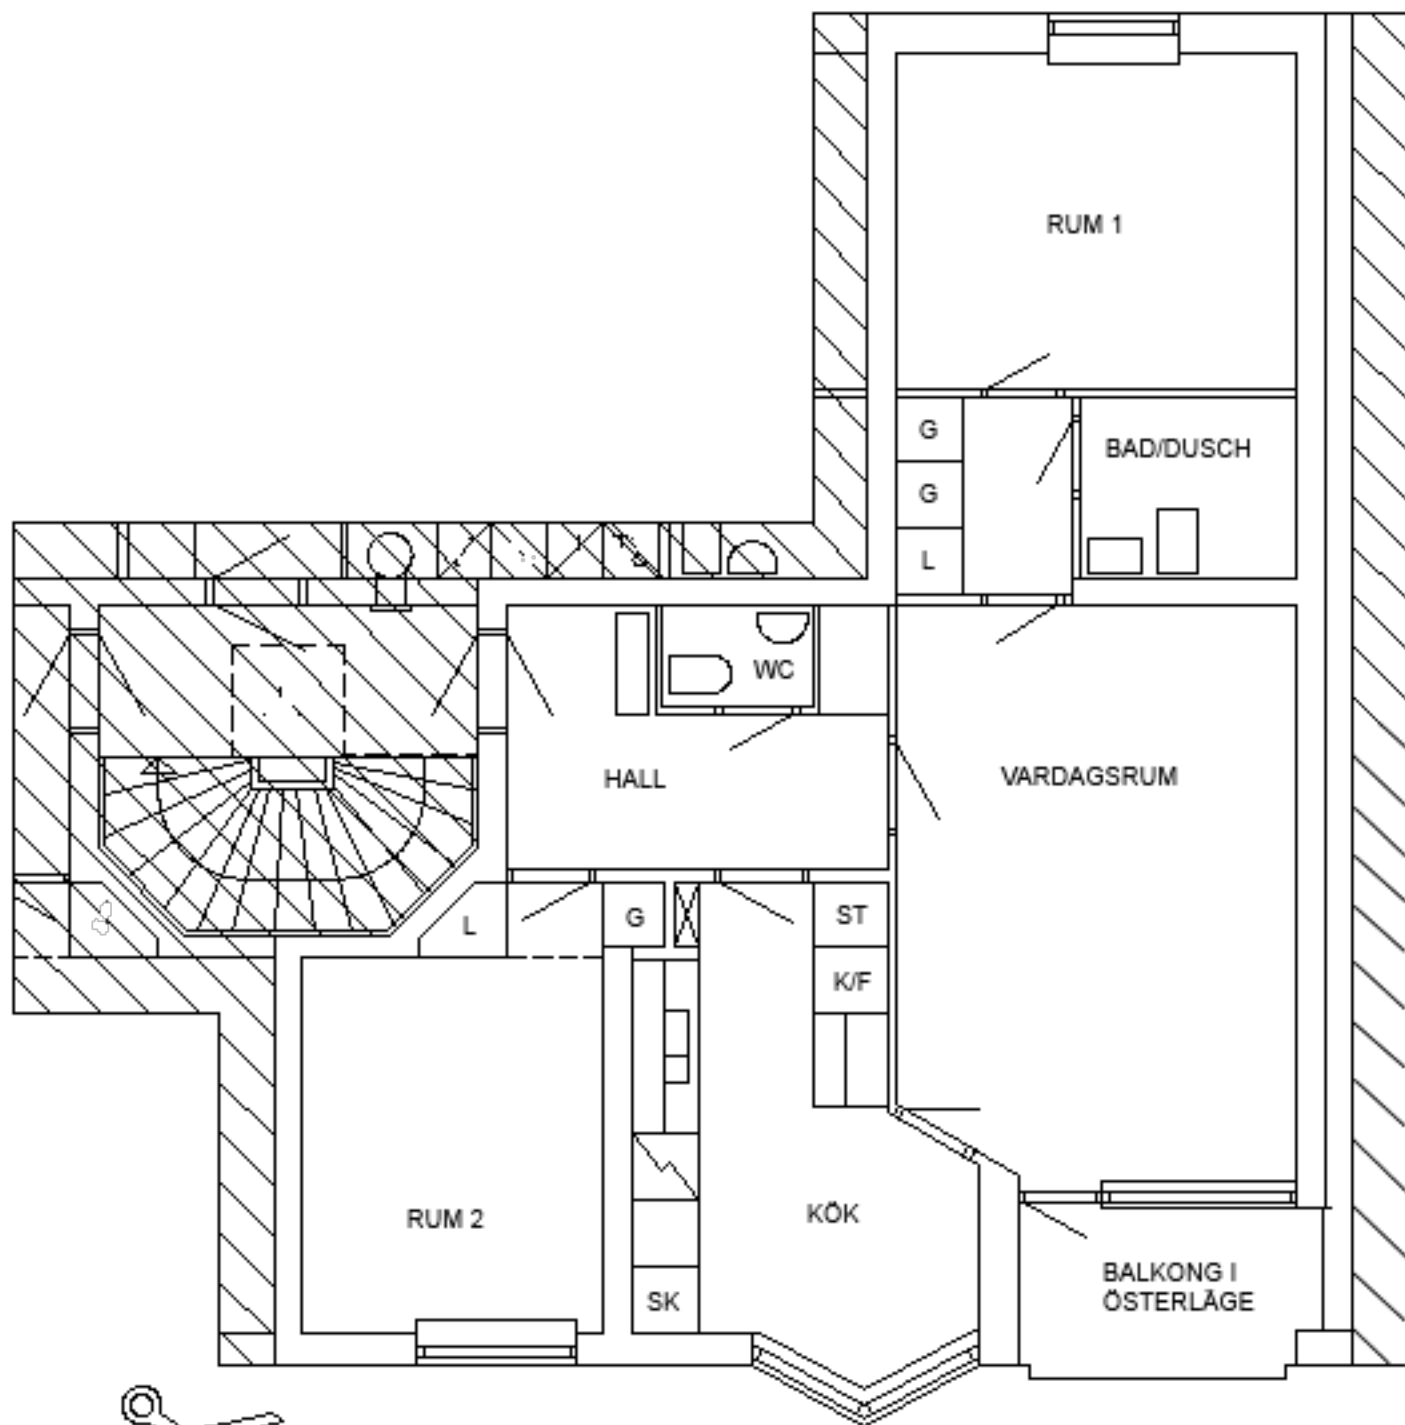 RUM 1
G
BAD/DUSCH
G
L
WC
HALL
VARDAGSRUM
L
G
ST
K/F
RUM 2
KÖK
SK
BALKONG I
ÖSTERLÄGE